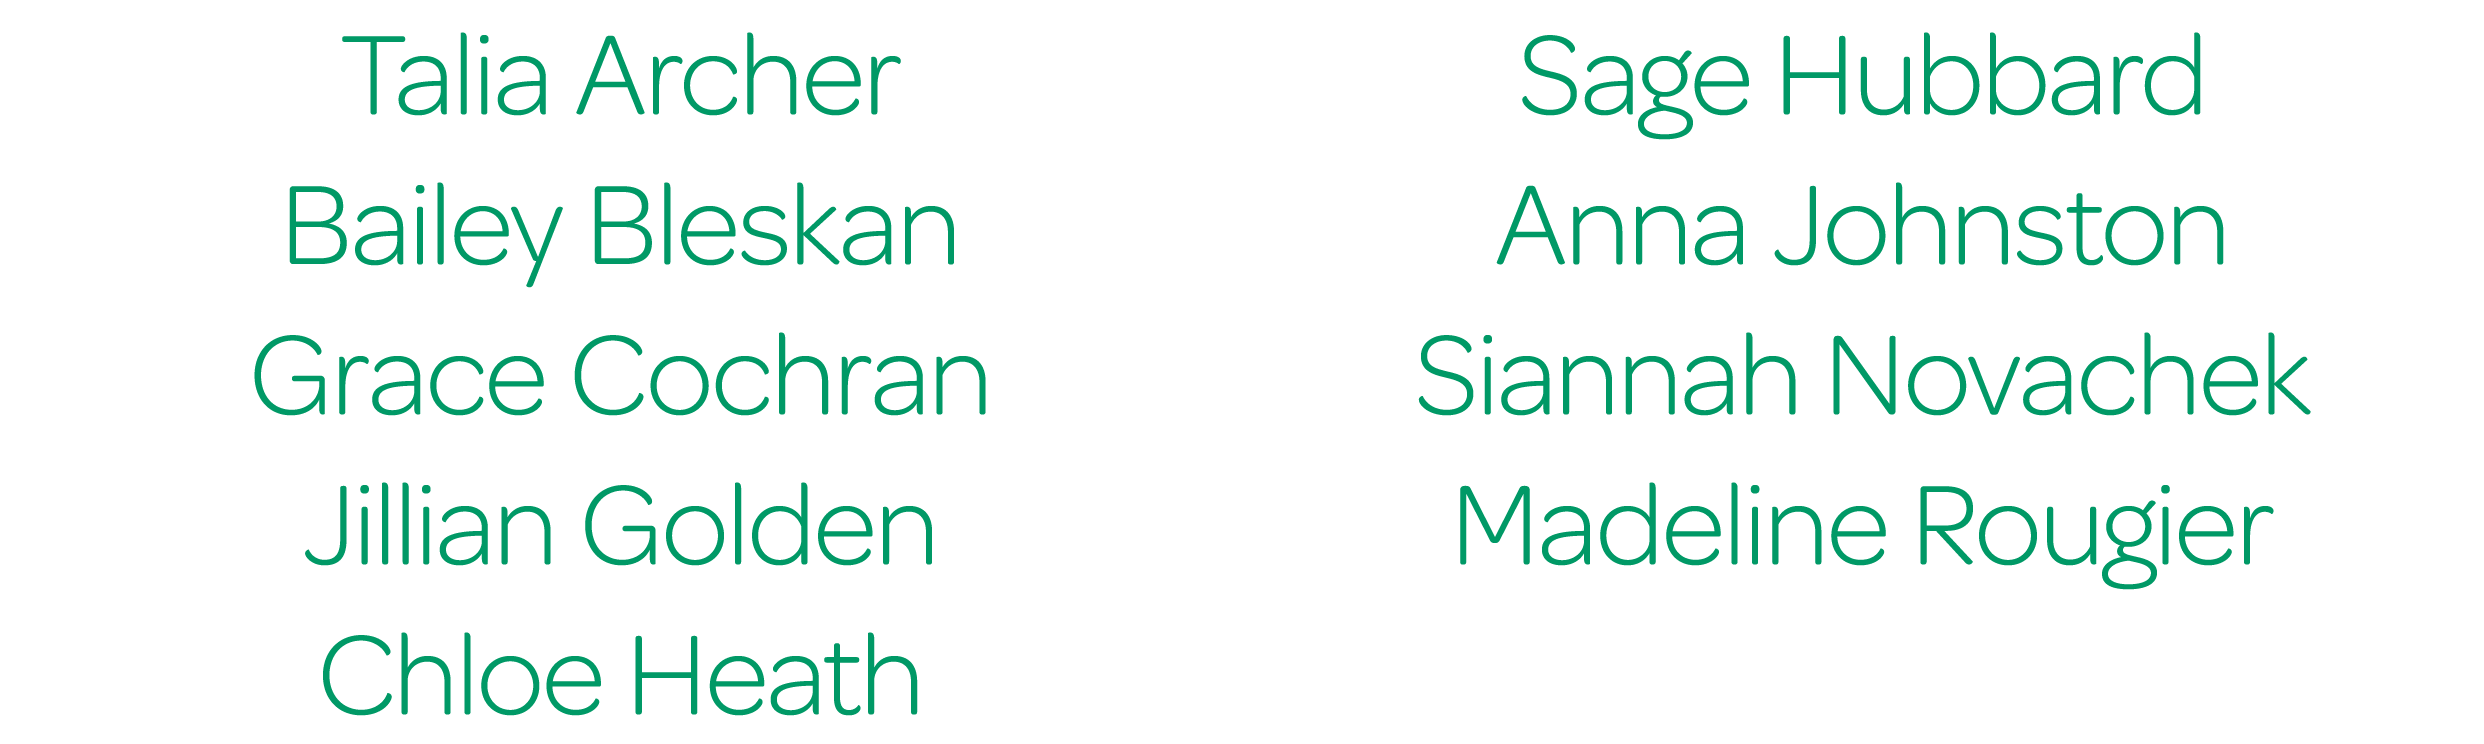 Talia Archer
Bailey Bleskan
Grace Cochran
Jillian Golden
Chloe Heath
Sage Hubbard
Anna Johnston
Siannah Novachek
Madeline Rougier